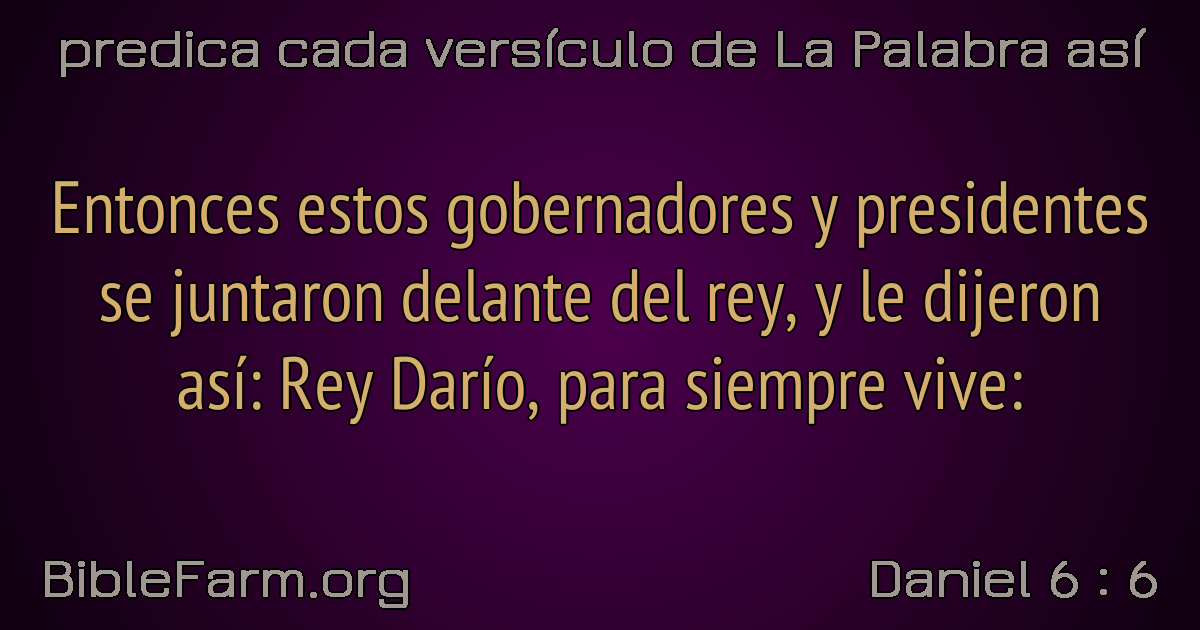 predica cada versículo de La Palabra así
Entonces estos gobernadores y presidentes
se juntaron delante del rey, y le dijeron
así: Rey Darío, para siempre vive:
BibleFarm.org
Daniel 6 : 6